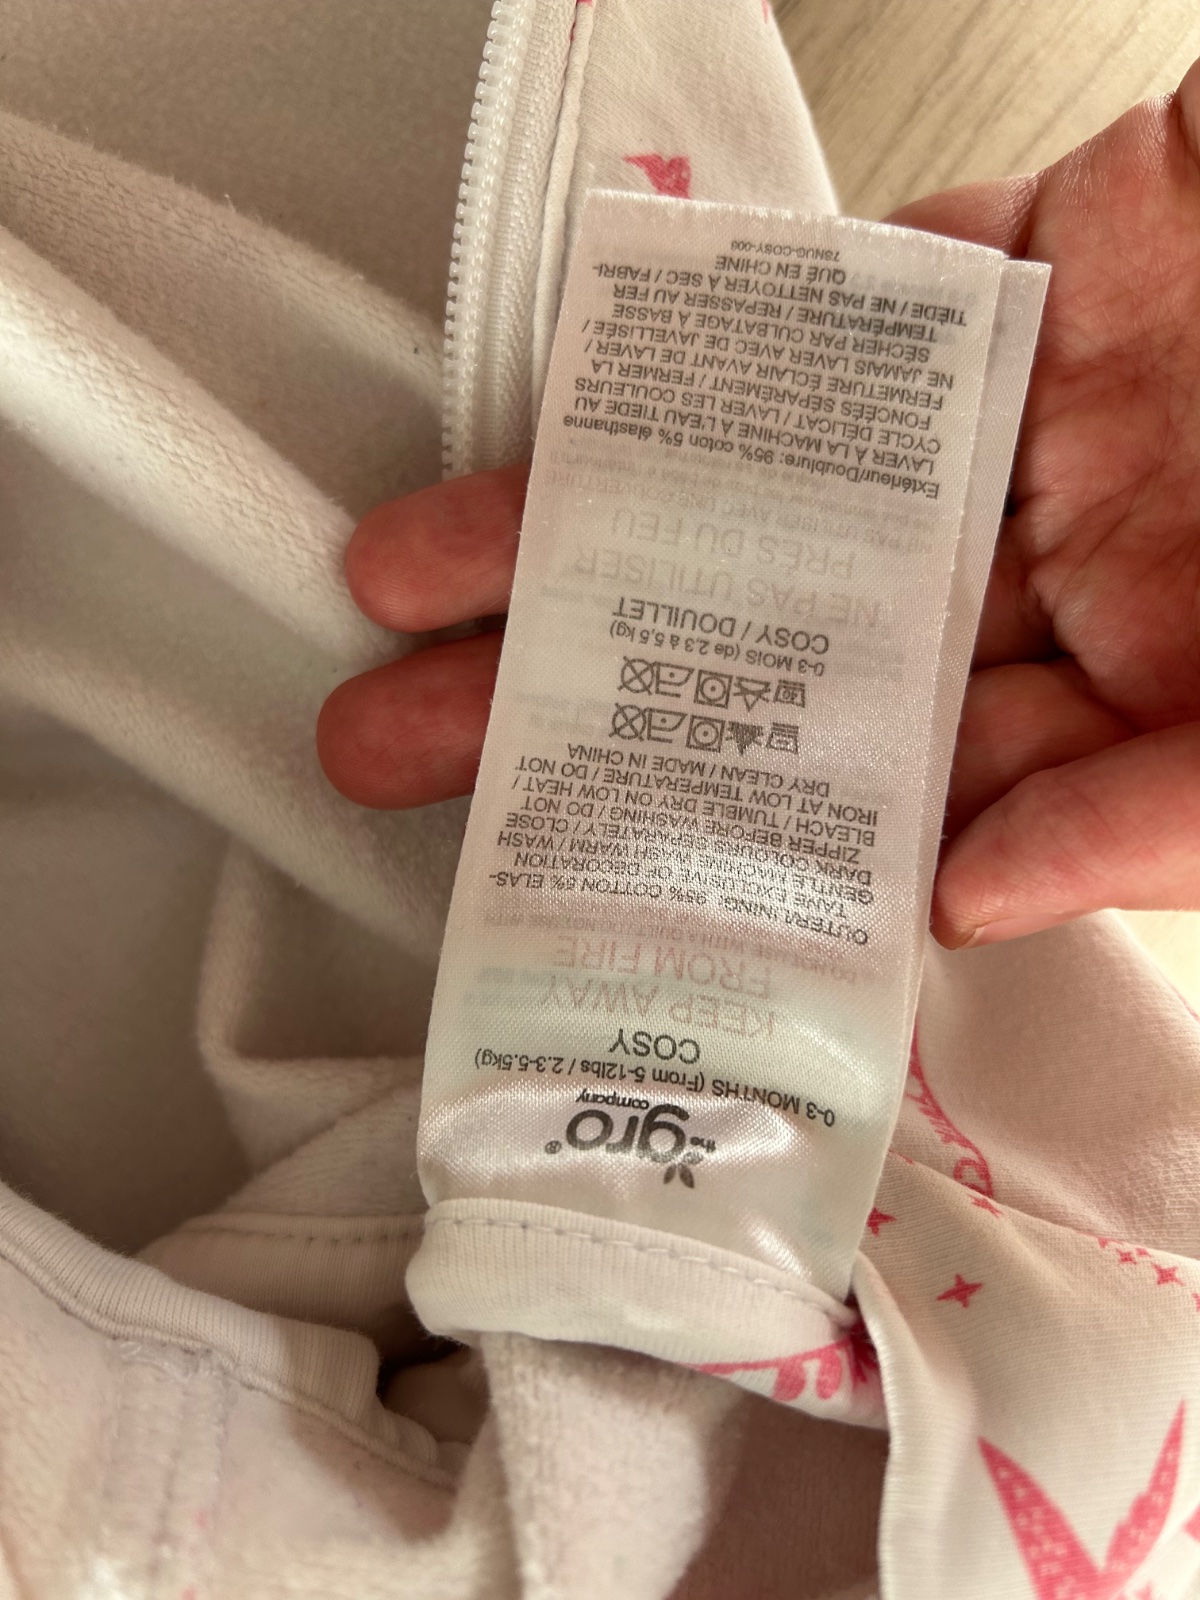 the
gro®
company
0-3 MONTHS (From 5-12lbs / 2.3-5.5kg)
COSY
KEEP AWAY
FROM FIRE
OUTER/LINING: 95% COTTON 5% ELAS-
TANE EXCLUSIVE OF DECORATION
GENTLE MACHINE WASH WARM / WASH
DARK COLOURS SEPARATELY / CLOSE
ZIPPER BEFORE WASHING / DO NOT
BLEACH / TUMBLE DRY ON LOW HEAT /
IRON AT LOW TEMPERATURE / DO NOT
DRY CLEAN / MADE IN CHINA
40
0-3 MOIS (de 2,3 à 5,5 kg)
COSY / DOUILLET
NE PAS UTILISER
PRÈS DU FEU
Extérieur/Doublure: 95% coton 5% élasthanne
LAVER À LA MACHINE À L'EAU TIÈDE AU
CYCLE DÉLICAT / LAVER LES COULEURS
FONCÉES SÉPARÉMENT / FERMER LA
FERMETURE ÉCLAIR AVANT DE LAVER /
NE JAMAIS LAVER AVEC DE JAVELLISÉE /
SÉCHER PAR CULBATAGE À BASSE
TEMPÉRATURE / REPASSER AU FER
TIÈDE / NE PAS NETTOYER À SEC / FABRI-
QUÉ EN CHINE
7SNUG-COSY-003